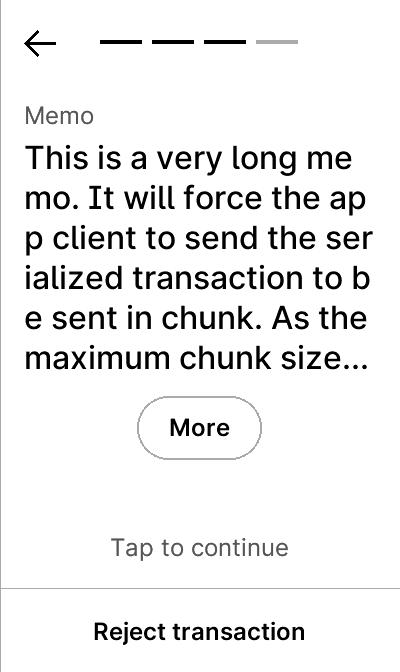 Memo
This is a very long me
mo. It will force the ap
p client to send the ser
ialized transaction to b
e sent in chunk. As the
maximum chunk size...
More
Tap to continue
Reject transaction